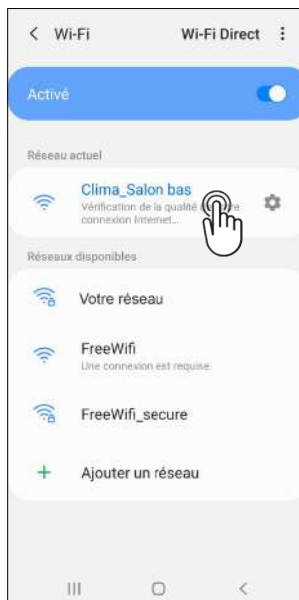 Wi-Fi
Wi-Fi Direct
Activé
Réseau actuel
Clima_Salon bas
Vérification de la qualité
connexion Internet...
Réseaux disponibles
Votre réseau
FreeWifi
Une connexion est requise.
FreeWifi_secure
Ajouter un réseau